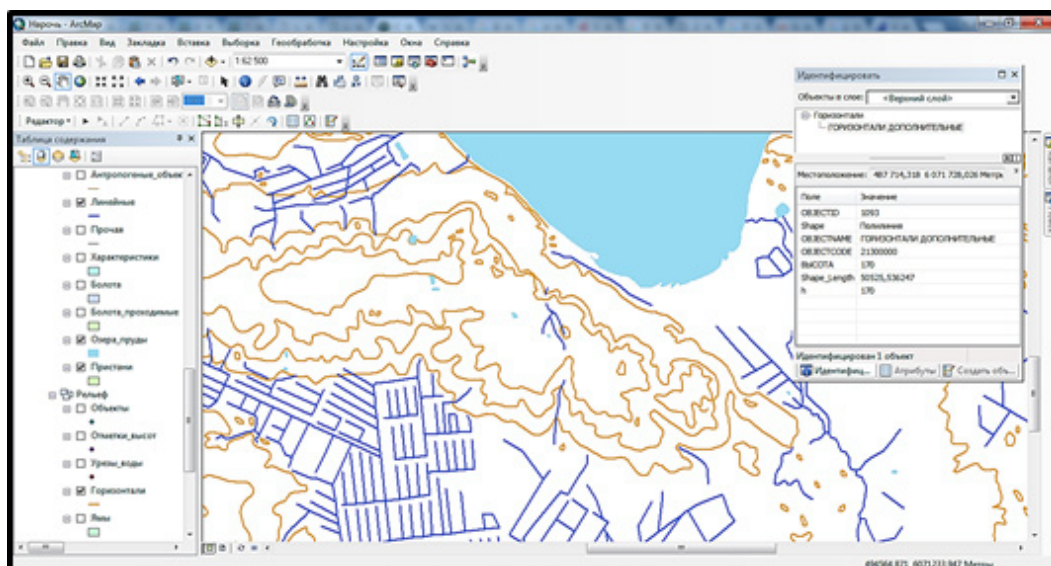 Нарочь - ArcMap
Файл Правка Вид Закладка Вставка Выборка Геообработка Настройка Окна Справка
1:62 500
Редактор
Таблица содержания
Антропогеные_объек
Линейные
Прочая
Характеристики
Болота
Болота_проходимые
Озера_пруды
Пристани
Рельеф
Объекты
Отметки_высот
Урезы_воды
Горизонтали
Ямы
Идентифицировать
Объекты в слое: <Верхний слой>
Горизонтали
ГОРИЗОНТАЛИ ДОПОЛНИТЕЛЬНЫЕ
Местоположение: 487 714,318 6 071 728,026 Метры
Поле Значение
OBJECTID 1093
Shape Полилиния
OBJECTNAME ГОРИЗОНТАЛИ ДОПОЛНИТЕЛЬНЫЕ
OBJECTCODE 21300000
ВЫСОТА 170
Shape_Length 50525,536247
h 170
Идентифицирован 1 объект
Идентифиц... Атрибуты Создать объ...